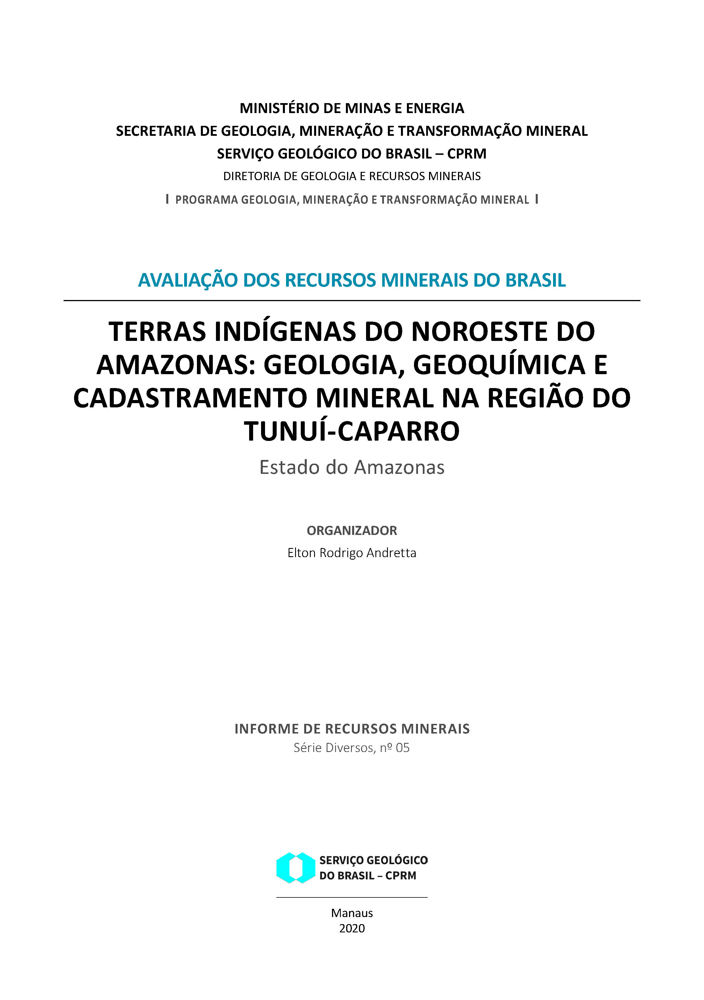 MINISTÉRIO DE MINAS E ENERGIA
SECRETARIA DE GEOLOGIA, MINERAÇÃO E TRANSFORMAÇÃO MINERAL
SERVIÇO GEOLÓGICO DO BRASIL – CPRM
DIRETORIA DE GEOLOGIA E RECURSOS MINERAIS
I PROGRAMA GEOLOGIA, MINERAÇÃO E TRANSFORMAÇÃO MINERAL I
AVALIAÇÃO DOS RECURSOS MINERAIS DO BRASIL
TERRAS INDÍGENAS DO NOROESTE DO
AMAZONAS: GEOLOGIA, GEOQUÍMICA E
CADASTRAMENTO MINERAL NA REGIÃO DO
TUNUÍ-CAPARRO
Estado do Amazonas
ORGANIZADOR
Elton Rodrigo Andretta
INFORME DE RECURSOS MINERAIS
Série Diversos, nº 05
SERVIÇO GEOLÓGICO
DO BRASIL – CPRM
Manaus
2020